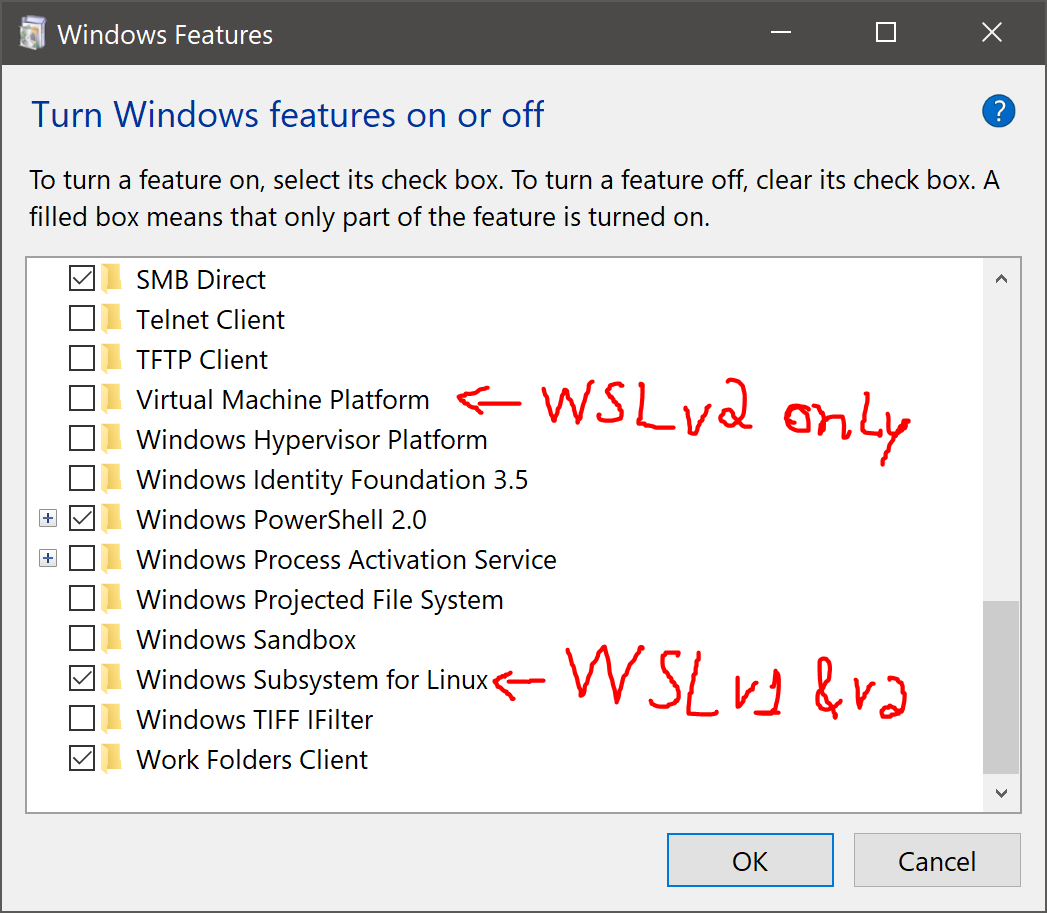 Windows Features
Turn Windows features on or off
?
To turn a feature on, select its check box. To turn a feature off, clear its check box. A
filled box means that only part of the feature is turned on.
SMB Direct
Telnet Client
TFTP Client
Virtual Machine Platform ← WSL v2 only
Windows Hypervisor Platform
Windows Identity Foundation 3.5
Windows PowerShell 2.0
Windows Process Activation Service
Windows Projected File System
Windows Sandbox
Windows Subsystem for Linux ← WSL v1 & v2
Windows TIFF IFilter
Work Folders Client
OK Cancel